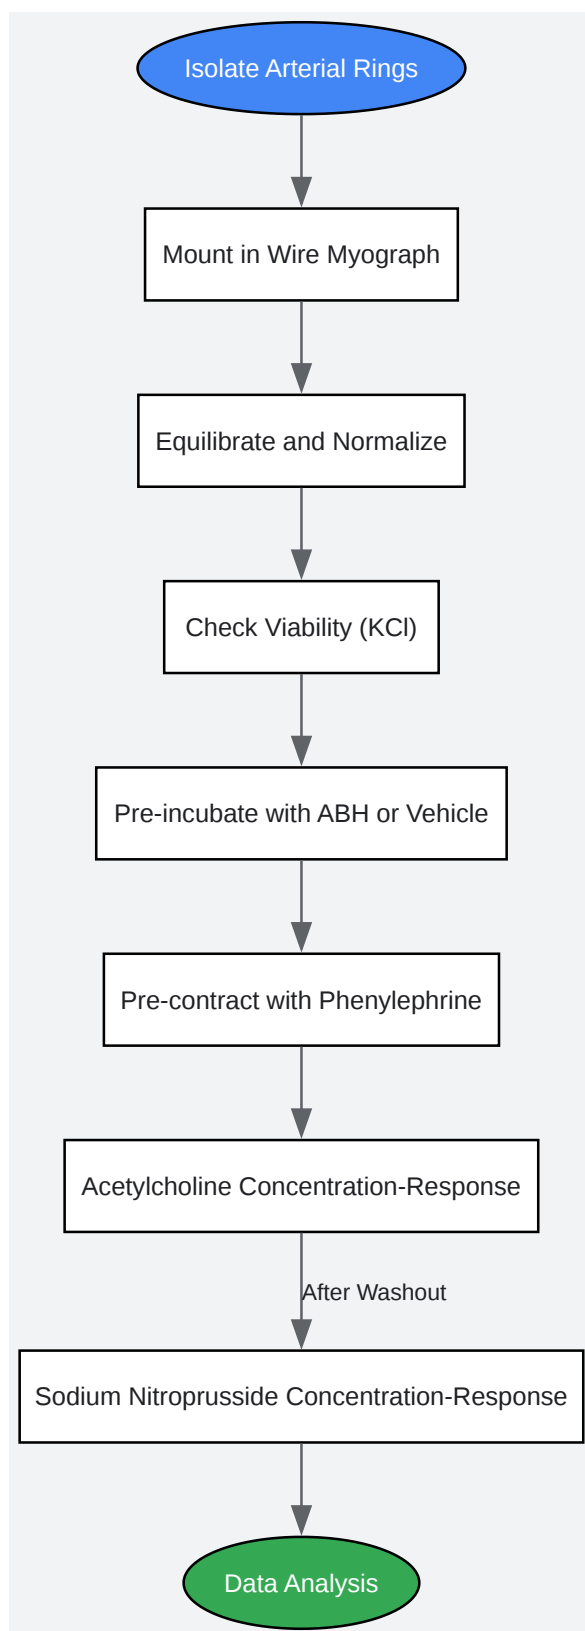 Isolate Arterial Rings
Mount in Wire Myograph
Equilibrate and Normalize
Check Viability (KCl)
Pre-incubate with ABH or Vehicle
Pre-contract with Phenylephrine
Acetylcholine Concentration-Response
After Washout
Sodium Nitroprusside Concentration-Response
Data Analysis